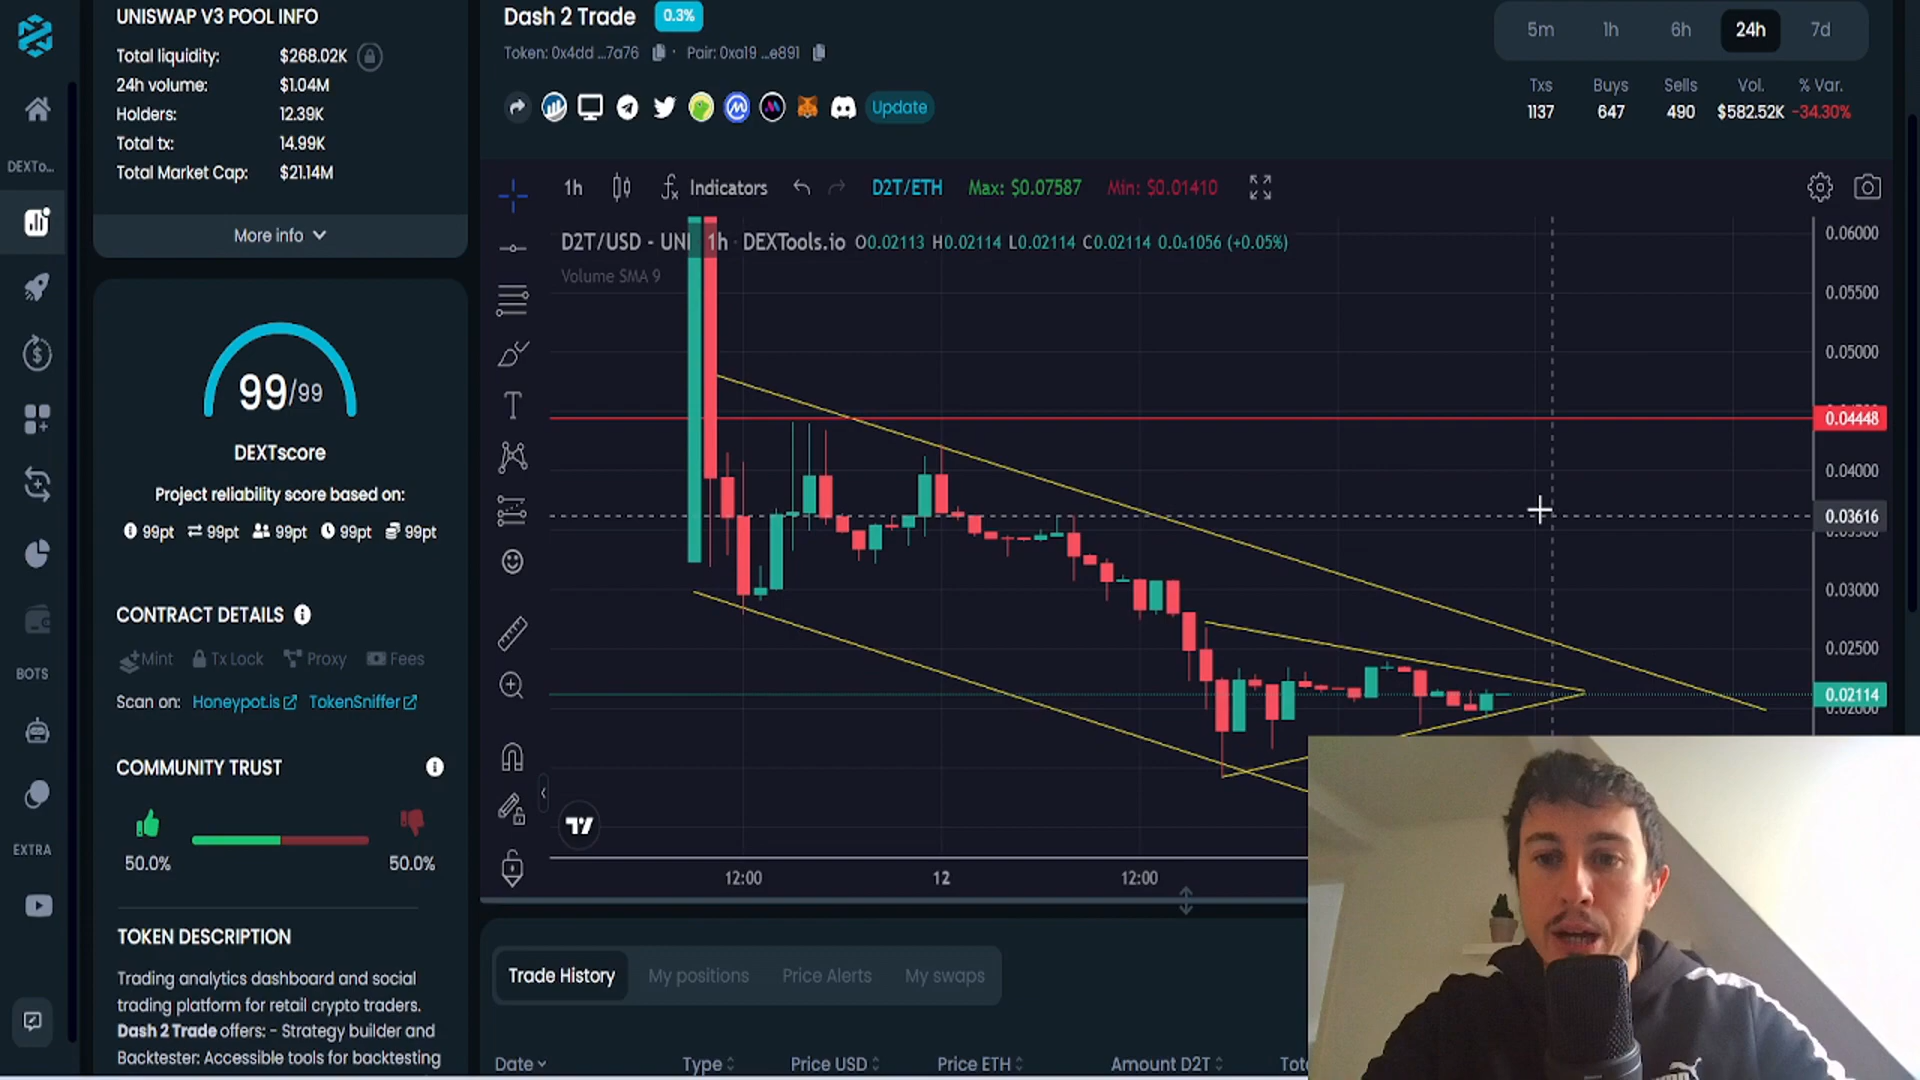 UNISWAP V3 POOL INFO
Total liquidity: $268.02K
24h volume: $1.04M
Holders: 12.39K
Total tx: 14.99K
Total Market Cap: $21.14M
More info
99/99
DEXTscore
Project reliability score based on:
99pt 99pt 99pt 99pt 99pt
CONTRACT DETAILS
Mint Tx Lock Proxy Fees
Scan on: Honeypot.is TokenSniffer
COMMUNITY TRUST
50.0% 50.0%
TOKEN DESCRIPTION
Trading analytics dashboard and social
trading platform for retail crypto traders.
Dash 2 Trade offers: - Strategy builder and
Backtester: Accessible tools for backtesting
DEXTo...
BOTS
EXTRA
Dash 2 Trade 0.3%
Token: 0x4dd ...7a76 · Pair: 0xa19 ...e891
Update
5m 1h 6h 24h 7d
Txs Buys Sells Vol. % Var.
1137 647 490 $582.52K -34.30%
1h Indicators D2T/ETH Max: $0.07587 Min: $0.01410
D2T/USD - UNI 1h · DEXTools.io O0.02113 H0.02114 L0.02114 C0.02114 0.0₄1056 (+0.05%)
Volume SMA 9
0.06000
0.05500
0.05000
0.04448
0.04000
0.03616
0.03000
0.02500
0.02114
0.02000
12:00 12 12:00
Trade History My positions Price Alerts My swaps
Date Type Price USD Price ETH Amount D2T